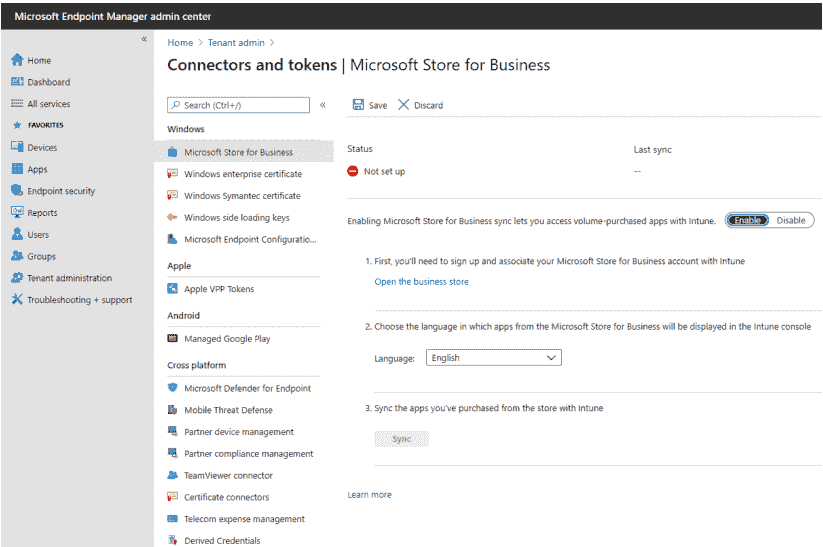 Microsoft Endpoint Manager admin center
«
Home
Dashboard
All services
FAVORITES
Devices
Apps
Endpoint security
Reports
Users
Groups
Tenant administration
Troubleshooting + support
Home > Tenant admin >
Connectors and tokens | Microsoft Store for Business
Search (Ctrl+/)
«
Windows
Microsoft Store for Business
Windows enterprise certificate
Windows Symantec certificate
Windows side loading keys
Microsoft Endpoint Configuratio...
Apple
Apple VPP Tokens
Android
Managed Google Play
Cross platform
Microsoft Defender for Endpoint
Mobile Threat Defense
Partner device management
Partner compliance management
TeamViewer connector
Certificate connectors
Telecom expense management
Derived Credentials
Save Discard
Status Last sync
Not set up --
Enabling Microsoft Store for Business sync lets you access volume-purchased apps with Intune. Enable Disable
1. First, you'll need to sign up and associate your Microsoft Store for Business account with Intune
Open the business store
2. Choose the language in which apps from the Microsoft Store for Business will be displayed in the Intune console
Language: English
3. Sync the apps you've purchased from the store with Intune
Sync
Learn more